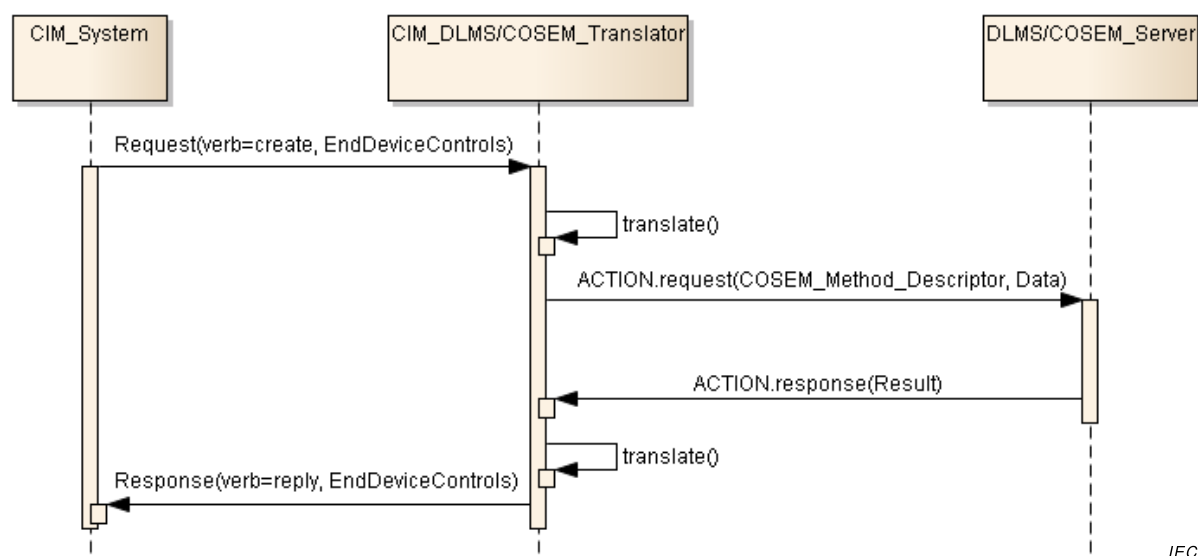 CIM_System
CIM_DLMS/COSEM_Translator
DLMS/COSEM_Server
Request(verb=create, EndDeviceControls)
translate()
ACTION.request(COSEM_Method_Descriptor, Data)
ACTION.response(Result)
translate()
Response(verb=reply, EndDeviceControls)
IEC